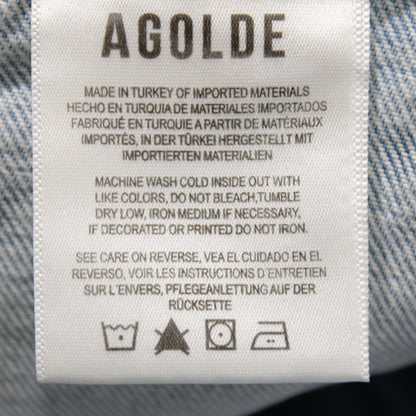 AGOLDE
MADE IN TURKEY OF IMPORTED MATERIALS
HECHO EN TURQUIA DE MATERIALES IMPORTADOS
FABRIQUÉ EN TURQUIE A PARTIR DE MATÉRIAUX
IMPORTÉS, IN DER TÜRKEI HERGESTELLT MIT
IMPORTIERTEN MATERIALIEN
MACHINE WASH COLD INSIDE OUT WITH
LIKE COLORS, DO NOT BLEACH,TUMBLE
DRY LOW, IRON MEDIUM IF NECESSARY,
IF DECORATED OR PRINTED DO NOT IRON.
SEE CARE ON REVERSE, VEA EL CUIDADO EN EL
REVERSO, VOIR LES INSTRUCTIONS D'ENTRETIEN
SUR L'ENVERS, PFLEGEANLEITUNG AUF DER
RÜCKSETTE